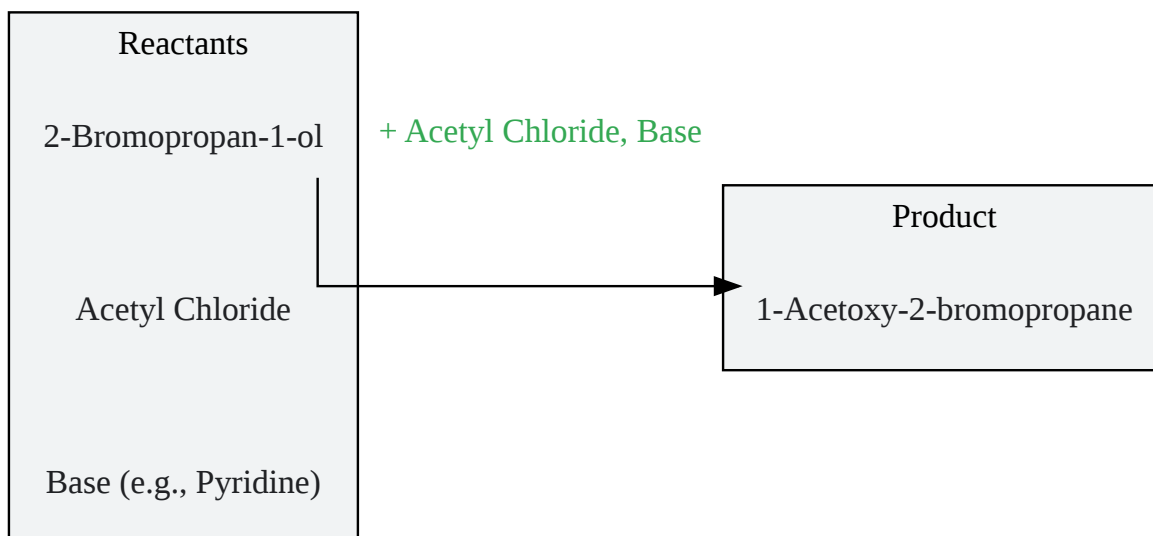 Reactants
2-Bromopropan-1-ol
+ Acetyl Chloride, Base
Acetyl Chloride
Base (e.g., Pyridine)
Product
1-Acetoxy-2-bromopropane